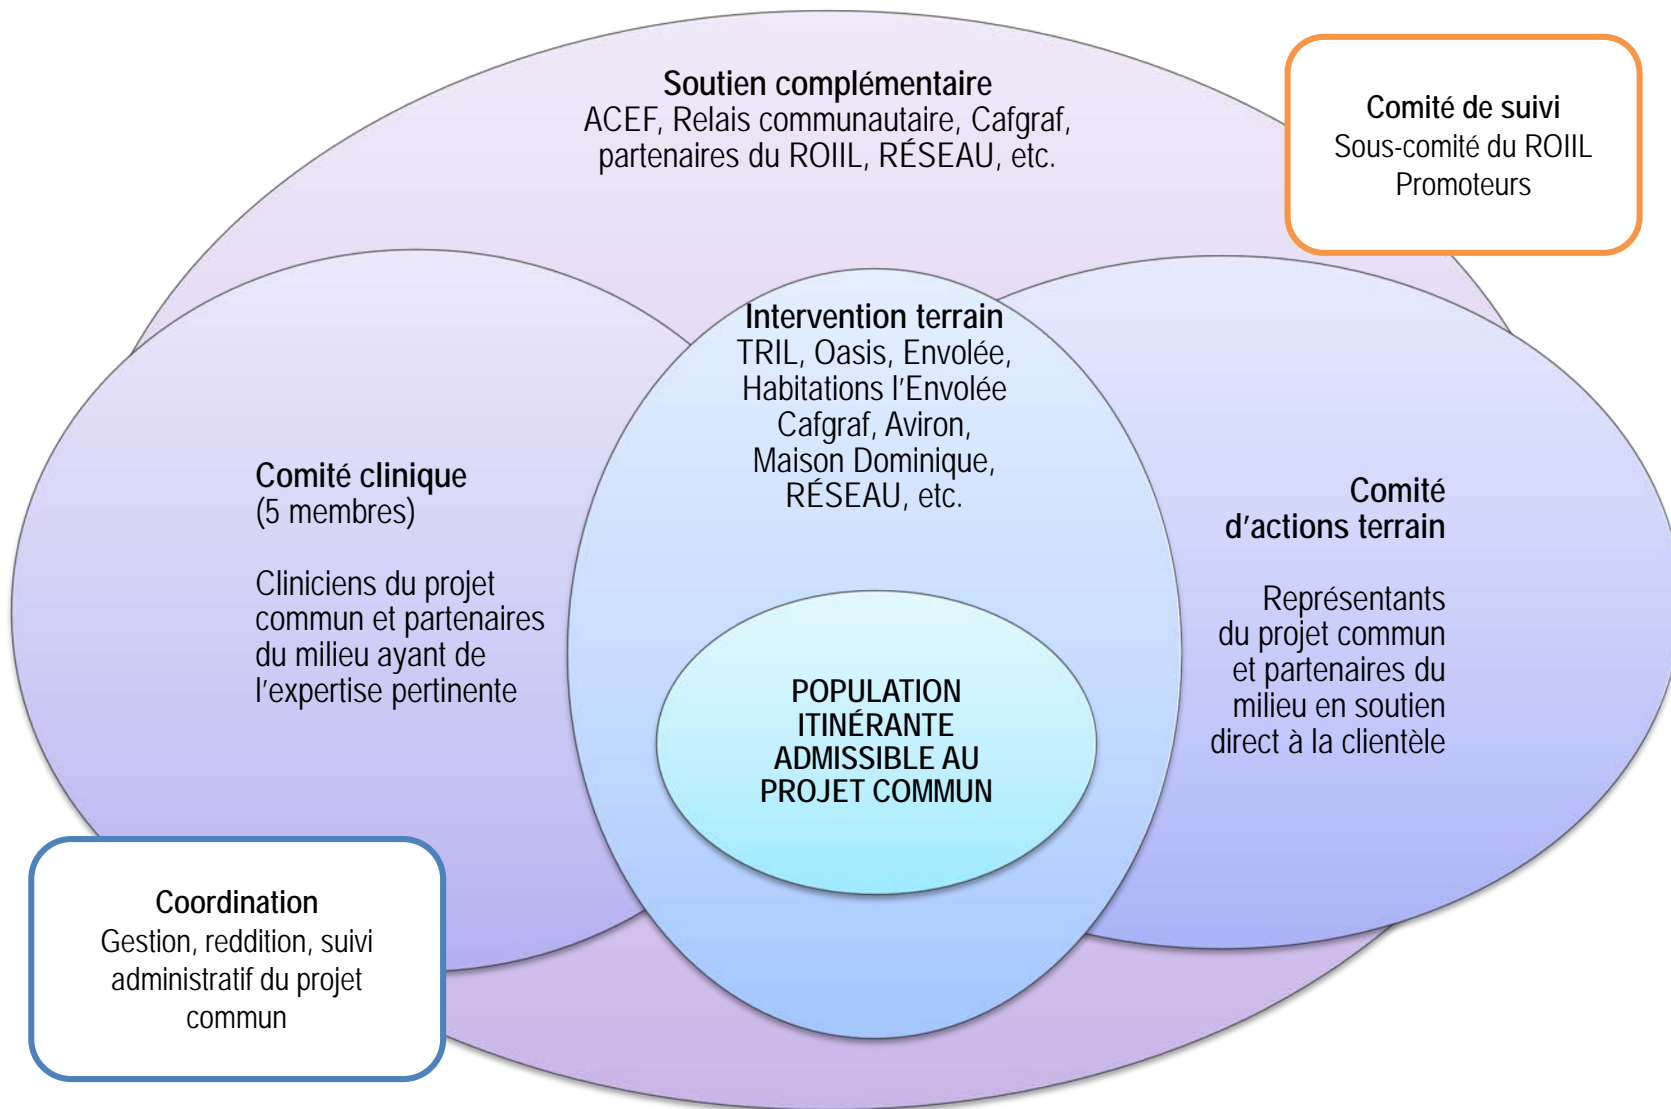 Soutien complémentaire
ACEF, Relais communautaire, Cafgraf,
partenaires du ROIIL, RÉSEAU, etc.
Comité de suivi
Sous-comité du ROIIL
Promoteurs
Intervention terrain
TRIL, Oasis, Envolée,
Habitations l'Envolée
Cafgraf, Aviron,
Maison Dominique,
RÉSEAU, etc.
Comité clinique
(5 membres)
Cliniciens du projet
commun et partenaires
du milieu ayant de
l'expertise pertinente
Comité
d'actions terrain
Représentants
du projet commun
et partenaires du
milieu en soutien
direct à la clientèle
POPULATION
ITINÉRANTE
ADMISSIBLE AU
PROJET COMMUN
Coordination
Gestion, reddition, suivi
administratif du projet
commun